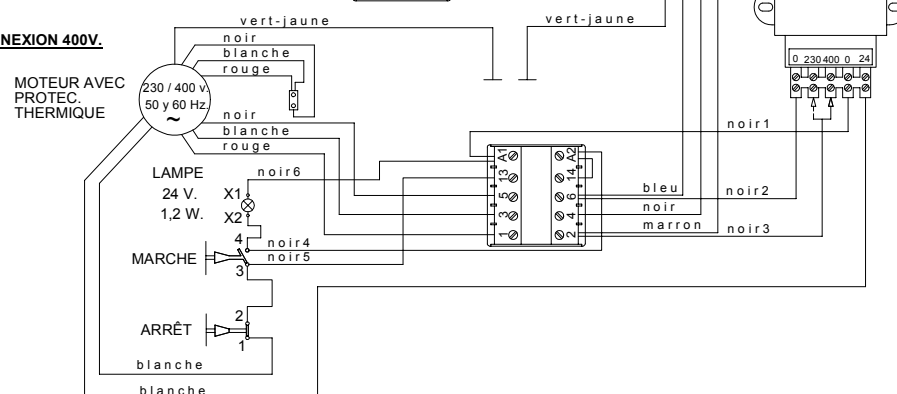 vert-jaune
vert-jaune
NEXION 400V.
noir
blanche
rouge
MOTEUR AVEC
PROTEC.
THERMIQUE
230 / 400 v.
50 y 60 Hz.
~
0 230 400 0 24
noir
blanche
rouge
noir1
A1
A2
13
14
5
6
3
4
1
2
LAMPE
24 V.
1,2 W.
X1
X2
noir6
bleu
noir2
noir
marron
noir3
4
noir4
noir5
MARCHE
3
2
ARRÊT
1
blanche
blanche